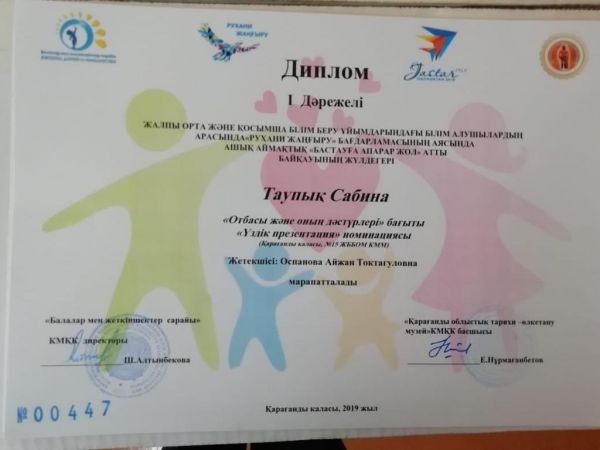 РУХАНИ
ЖАҢҒЫРУ
Jastar
Диплом
I Дәрежелі
ЖАЛПЫ ОРТА ЖӘНЕ ҚОСЫМША БІЛІМ БЕРУ ҰЙЫМДАРЫНДАҒЫ БІЛІМ АЛУШЫЛАРДЫҢ
АРАСЫНДА«РУХАНИ ЖАҢҒЫРУ» БАҒДАРЛАМАСЫНЫҢ АЯСЫНДА
АШЫҚ АЙМАҚТЫҚ «БАСТАУҒА АПАРАР ЖОЛ» АТТЫ
БАЙҚАУЫНЫҢ ЖҮЛДЕГЕРІ
Таупық Сабина
«Отбасы және оның дәстүрлері» бағыты
«Үздік презентация» номинациясы
(Қарағанды қаласы, №15 ЖББОМ КММ)
Жетекшісі: Оспанова Айжан Токтагуловна
марапатталады
«Балалар мен жеткіншектер сарайы»
КМҚК директоры
Ш.Алтынбекова
«Қарағанды облыстық тарихи –өлкетану
музей»КМҚК басшысы
Е.Нұрмағанбетов
№00447
Қарағанды қаласы, 2019 жыл